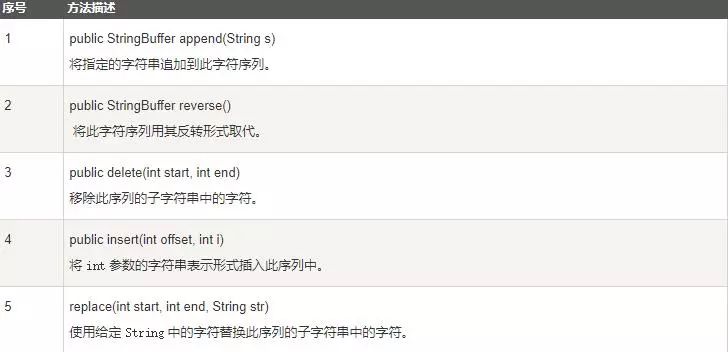 序号 方法描述
1 public StringBuffer append(String s)
将指定的字符串追加到此字符序列。
2 public StringBuffer reverse()
将此字符序列用其反转形式取代。
3 public delete(int start, int end)
移除此序列的子字符串中的字符。
4 public insert(int offset, int i)
将 int 参数的字符串表示形式插入此序列中。
5 replace(int start, int end, String str)
使用给定 String 中的字符替换此序列的子字符串中的字符。